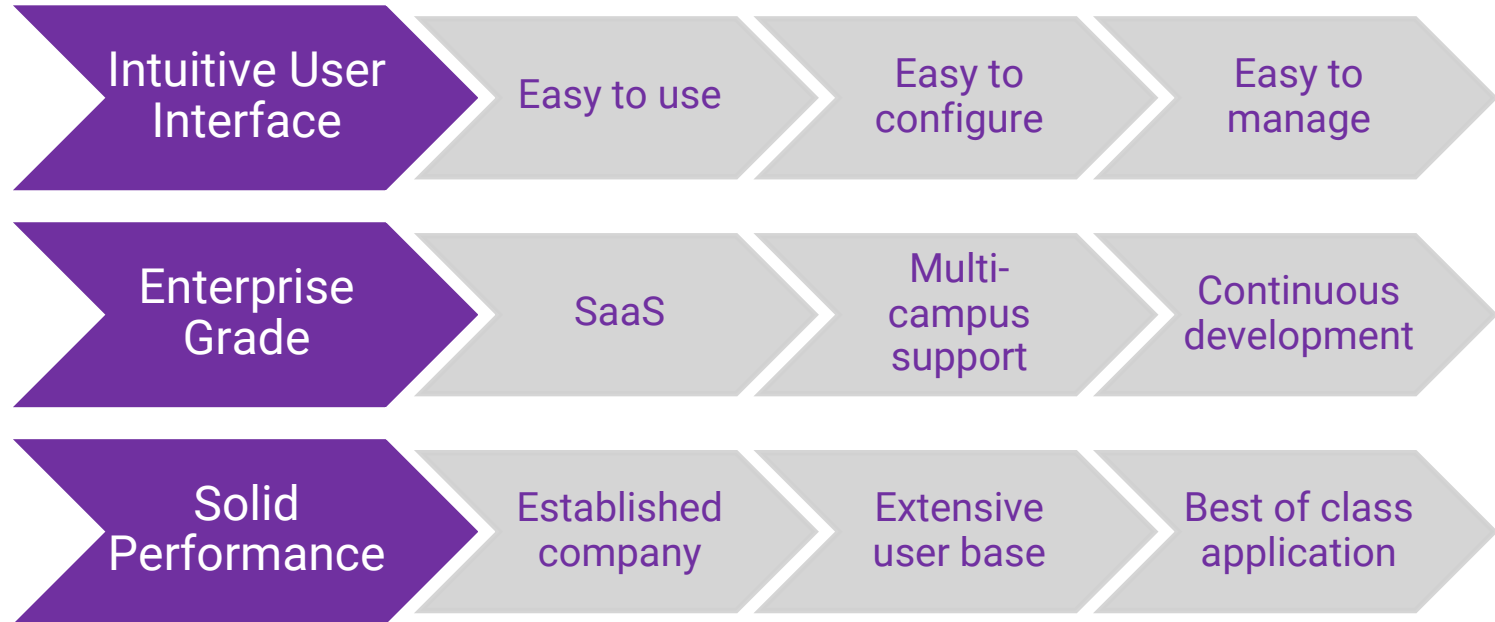 Intuitive User
Interface
Easy to use
Easy to
configure
Easy to
manage
Enterprise
Grade
SaaS
Multi-
campus
support
Continuous
development
Solid
Performance
Established
company
Extensive
user base
Best of class
application